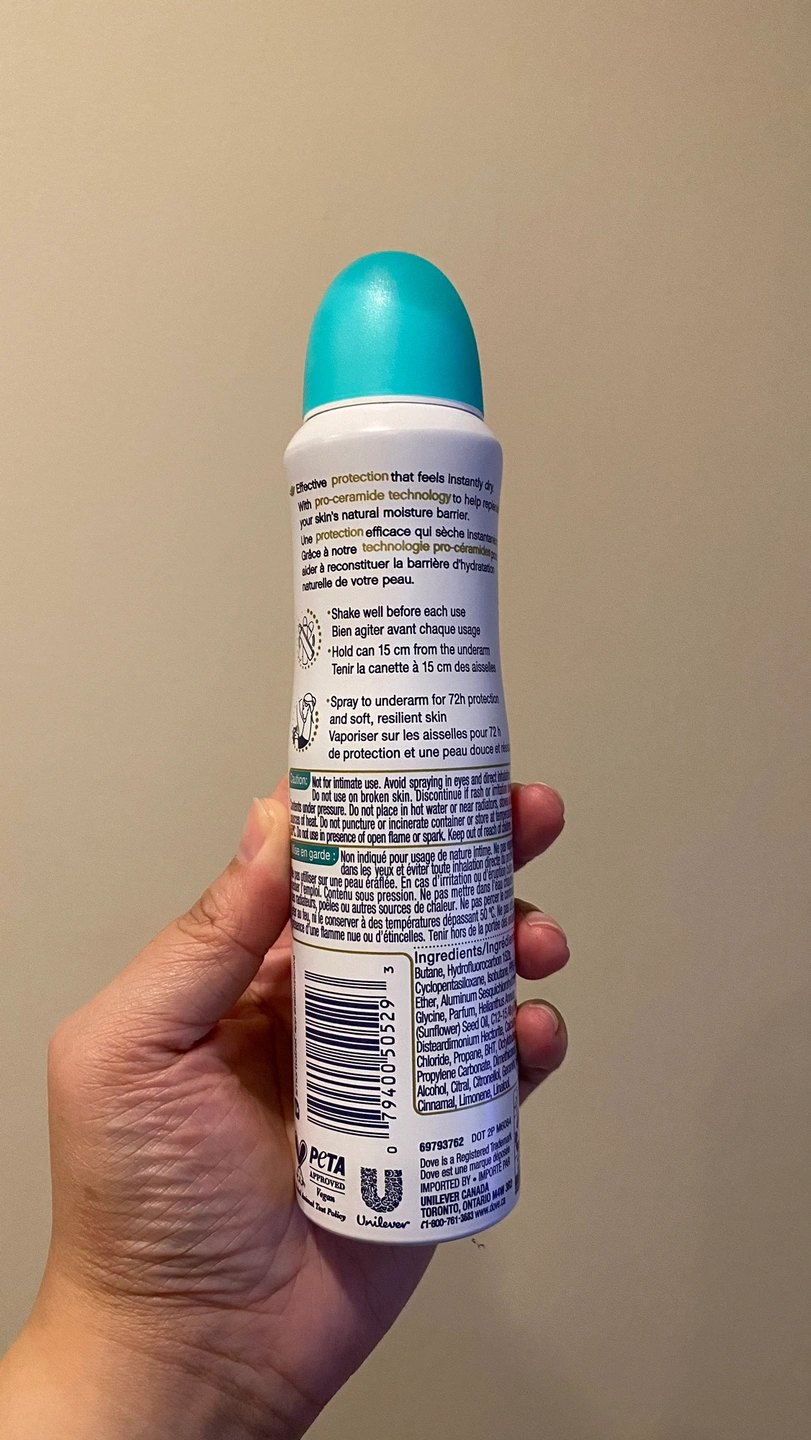 Effective protection that feels instantly dry.
With pro-ceramide technology to help
your skin's natural moisture barrier.
Une protection efficace qui sèche
Grâce à notre technologie pro-céramides
aider à reconstituer la barrière d'hydratation
naturelle de votre peau.
•Shake well before each use
Bien agiter avant chaque usage
•Hold can 15 cm from the underarm
Tenir la canette à 15 cm des aisselles
•Spray to underarm for 72h protection
and soft, resilient skin
Vaporiser sur les aisselles pour 72 h
de protection et une peau douce et
Caution: Not for intimate use. Avoid spraying in eyes and direct
Do not use on broken skin. Discontinue if rash or
under pressure. Do not place in hot water or near radiators,
of heat. Do not puncture or incinerate container or store at
Do not use in presence of open flame or spark. Keep out of reach of
en garde : Non indiqué pour usage de nature intime. Ne pas
dans les yeux et éviter toute inhalation directe
utiliser sur une peau éraflée. En cas d'irritation ou
l'emploi. Contenu sous pression. Ne pas mettre dans l'eau
radiateurs, poêles ou autres sources de chaleur. Ne pas percer
au feu, ni le conserver à des températures dépassant 50 °C. Ne
d'une flamme nue ou d'étincelles. Tenir hors de la portée des
Ingredients/
Butane, Hydrofluorocarbon 152a,
Cyclopentasiloxane, Isobutane,
Ether, Aluminum
Glycine, Parfum, Helianthus
(Sunflower) Seed Oil,
Disteardimonium Hectorite,
Chloride, Propane, BHT,
Propylene Carbonate,
Alcohol, Citral, Citronellol,
Cinnamal, Limonene, Linalool
0 79400 50529 3
PeTA
APPROVED
Vegan
Test Policy
Unilever
69793762 DOT 2P
Dove is a Registered Trademark
Dove est une marque déposée
IMPORTED BY • IMPORTÉ PAR
UNILEVER CANADA
TORONTO, ONTARIO M4W
1-800-761-3683 www.dove.ca